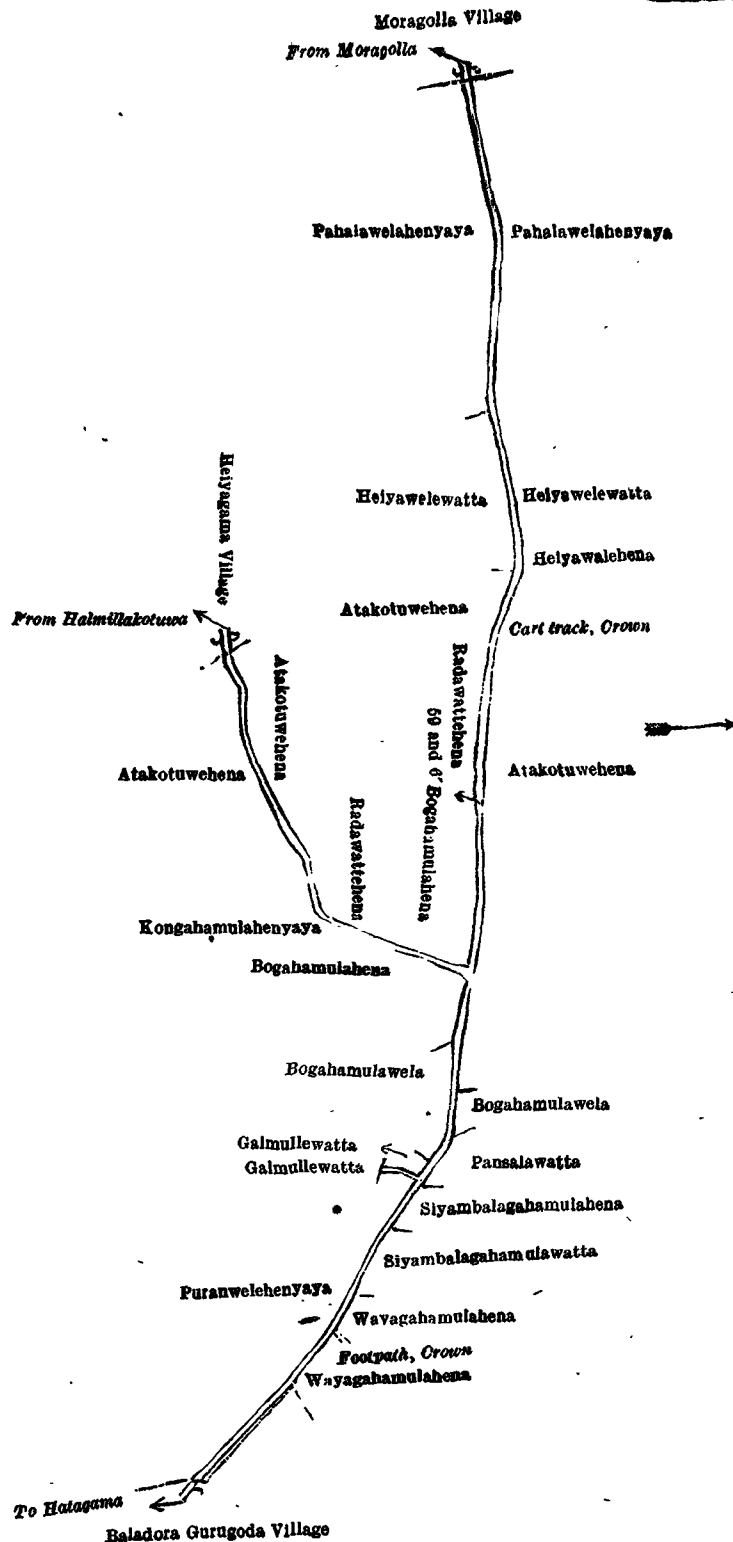 Moragolla Village
From Moragolla
Pahalawelahenyaya
Pahalawelahenyaya
Heiyawelewatta
Heiyawelewatta
Heiyagama Village
Heiyawalehena
Atakotuwehena
From Halmillakotuwa
Cart track, Crown
Atakotuwehena
Radawattehena
59 and 6' Bogahamulahena
Atakotuwehena
Atakotuwehena
Radawattehena
Kongahamulahenyaya
Bogahamulahena
Bogahamulawela
Bogahamulawela
Galmullewatta
Galmullewatta
Pansalawatta
Siyambalagahamulahena
Siyambalagahamulawatta
Puranwelehenyaya
Wavagahamulahena
Footpath, Crown
Wayagahamulahena
To Hatagama
Baladora Gurugoda Village